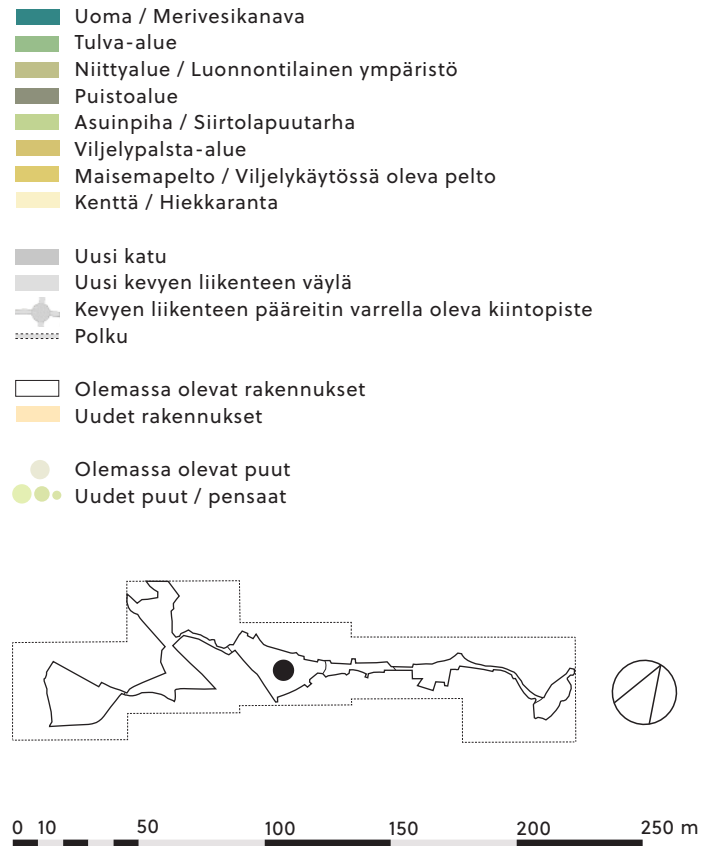 Uoma / Merivesikanava
Tulva-alue
Niittyalue / Luonnontilainen ympäristö
Puistoalue
Asuinpiha / Siirtolapuutarha
Viljelypalsta-alue
Maisemapelto / Viljelykäytössä oleva pelto
Kenttä / Hiekkaranta
Uusi katu
Uusi kevyen liikenteen väylä
Kevyen liikenteen pääreitin varrella oleva kiintopiste
Polku
Olemassa olevat rakennukset
Uudet rakennukset
Olemassa olevat puut
Uudet puut / pensaat
0 10 50 100 150 200 250 m